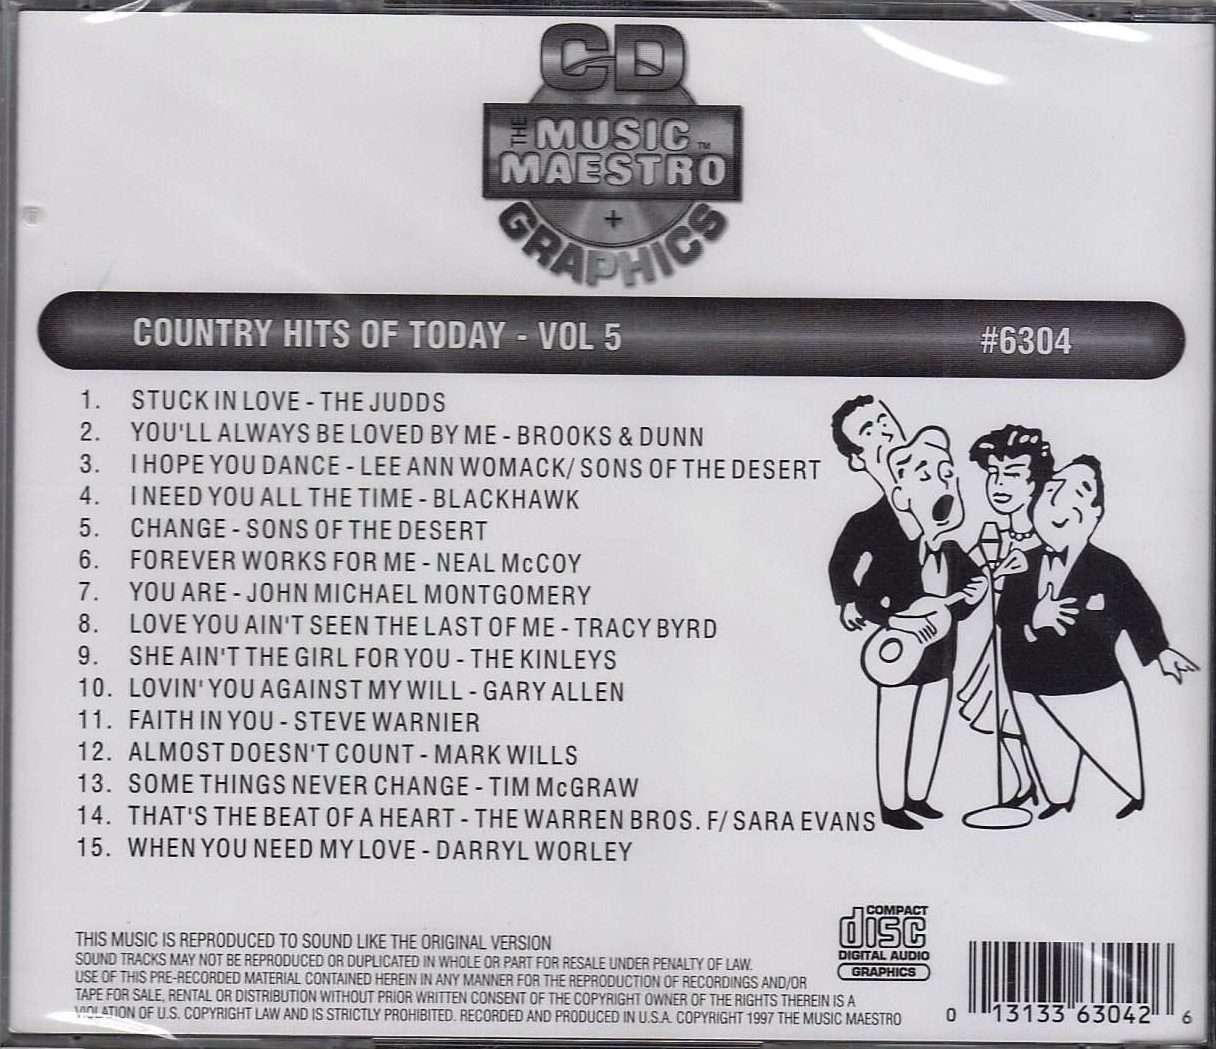 CD
THE MUSIC™
MAESTRO
+
GRAPHICS
COUNTRY HITS OF TODAY - VOL 5 #6304
1. STUCK IN LOVE - THE JUDDS
2. YOU'LL ALWAYS BE LOVED BY ME - BROOKS & DUNN
3. I HOPE YOU DANCE - LEE ANN WOMACK/ SONS OF THE DESERT
4. I NEED YOU ALL THE TIME - BLACKHAWK
5. CHANGE - SONS OF THE DESERT
6. FOREVER WORKS FOR ME - NEAL McCOY
7. YOU ARE - JOHN MICHAEL MONTGOMERY
8. LOVE YOU AIN'T SEEN THE LAST OF ME - TRACY BYRD
9. SHE AIN'T THE GIRL FOR YOU - THE KINLEYS
10. LOVIN' YOU AGAINST MY WILL - GARY ALLEN
11. FAITH IN YOU - STEVE WARNIER
12. ALMOST DOESN'T COUNT - MARK WILLS
13. SOME THINGS NEVER CHANGE - TIM McGRAW
14. THAT'S THE BEAT OF A HEART - THE WARREN BROS. F/ SARA EVANS
15. WHEN YOU NEED MY LOVE - DARRYL WORLEY
THIS MUSIC IS REPRODUCED TO SOUND LIKE THE ORIGINAL VERSION
SOUND TRACKS MAY NOT BE REPRODUCED OR DUPLICATED IN WHOLE OR PART FOR RESALE UNDER PENALTY OF LAW.
USE OF THIS PRE-RECORDED MATERIAL CONTAINED HEREIN IN ANY MANNER FOR THE REPRODUCTION OF RECORDINGS AND/OR
TAPE FOR SALE, RENTAL OR DISTRIBUTION WITHOUT PRIOR WRITTEN CONSENT OF THE COPYRIGHT OWNER OF THE RIGHTS THEREIN IS A
VIOLATION OF U.S. COPYRIGHT LAW AND IS STRICTLY PROHIBITED. RECORDED AND PRODUCED IN U.S.A. COPYRIGHT 1997 THE MUSIC MAESTRO
COMPACT
disc
DIGITAL AUDIO
GRAPHICS
0 13133 63042 6